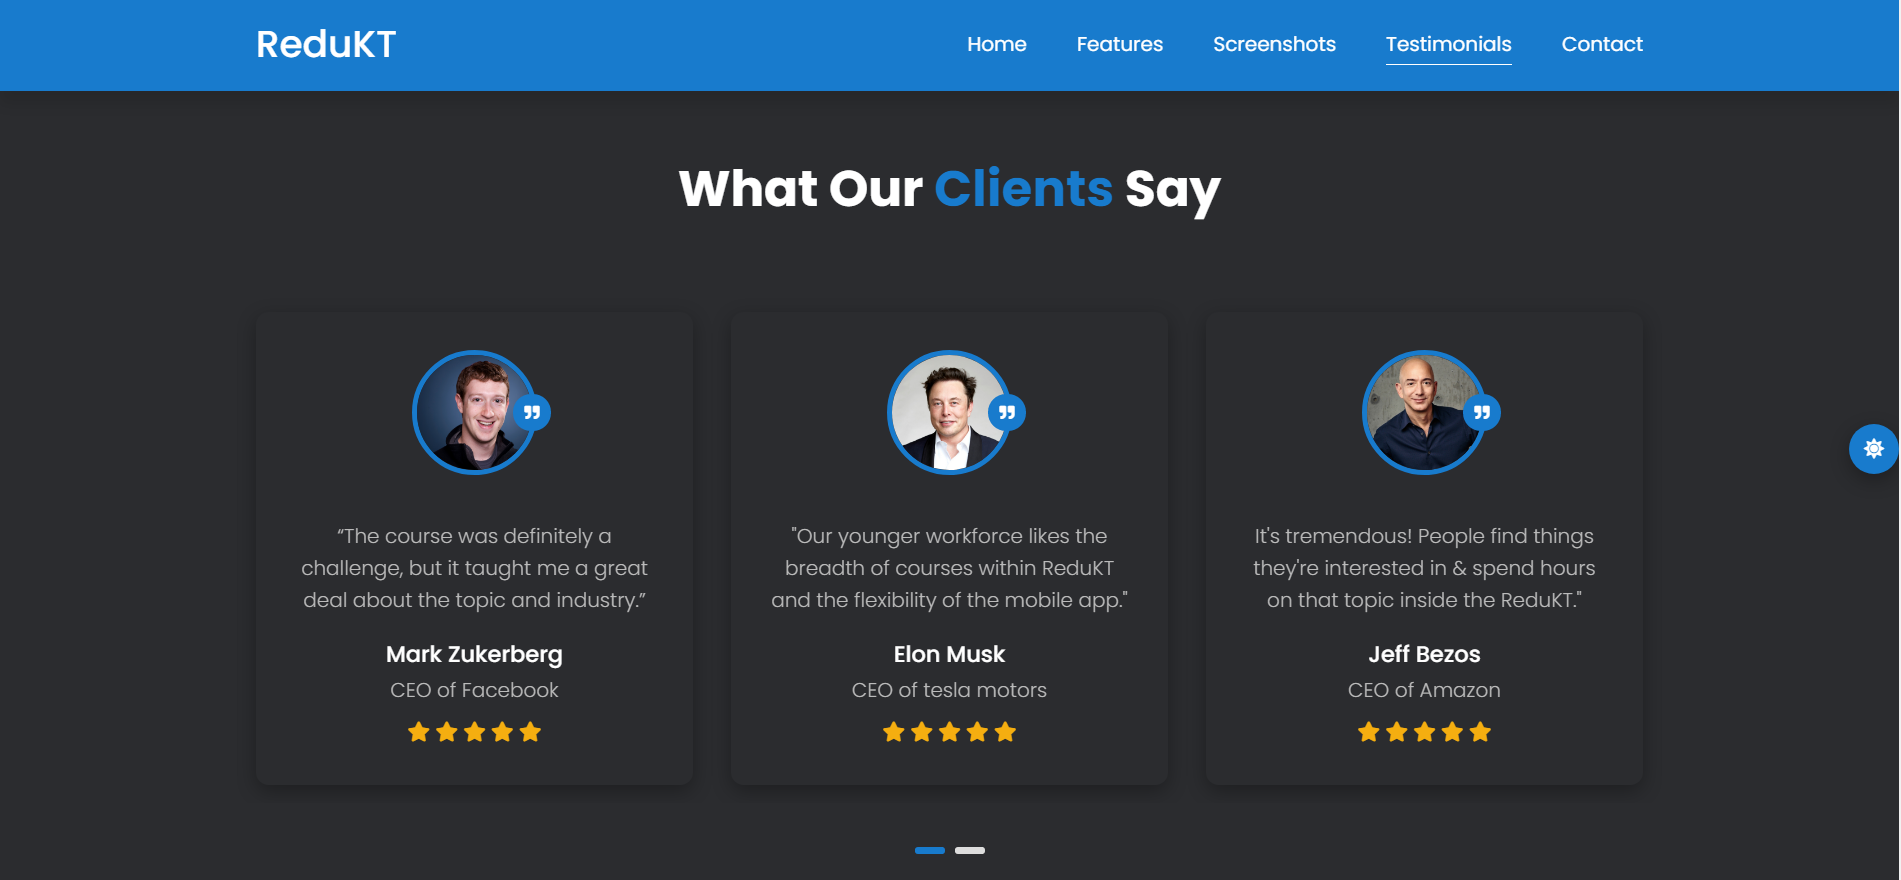 ReduKT
Home Features Screenshots Testimonials Contact
What Our Clients Say
“The course was definitely a
challenge, but it taught me a great
deal about the topic and industry.”
Mark Zukerberg
CEO of Facebook
"Our younger workforce likes the
breadth of courses within ReduKT
and the flexibility of the mobile app."
Elon Musk
CEO of tesla motors
It's tremendous! People find things
they're interested in & spend hours
on that topic inside the ReduKT."
Jeff Bezos
CEO of Amazon